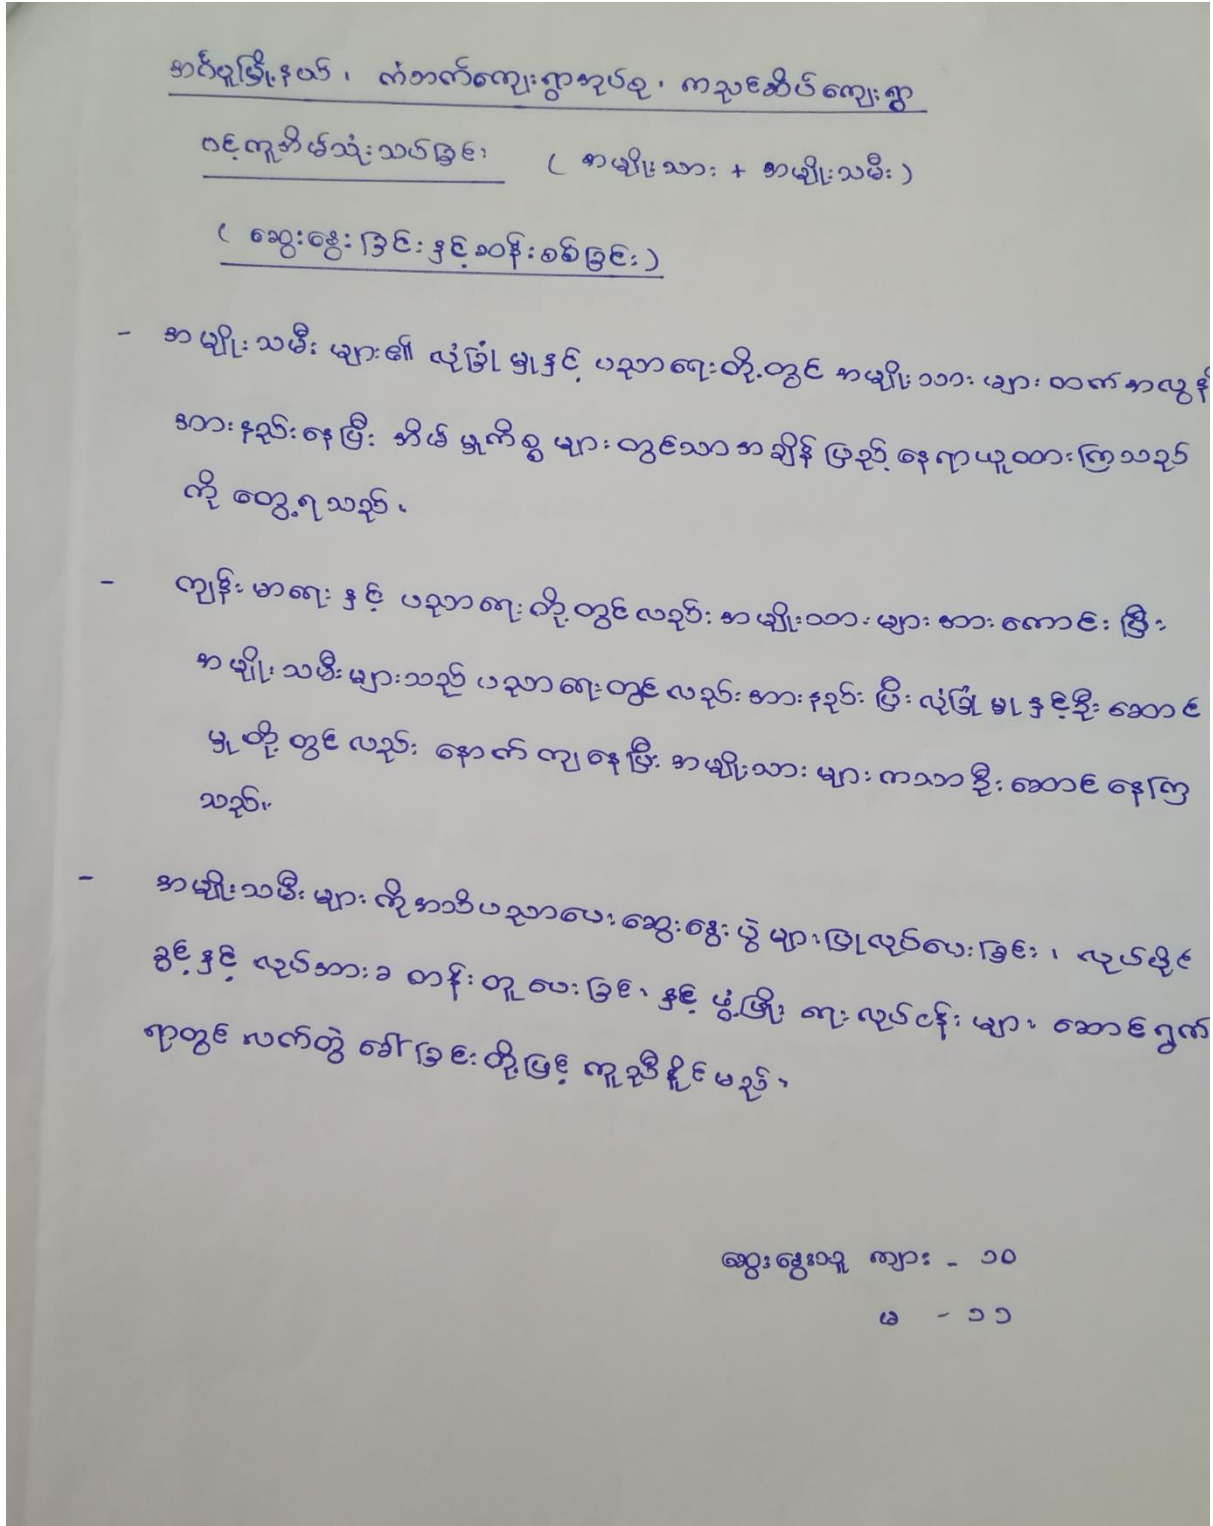 အင်္ဂပူမြို့နယ်၊ ကံဘက်ကျေးရွာအုပ်စု၊ ကညင်ဆိပ်ကျေးရွာ
ပင့်ကူအိမ်သုံးသပ်ခြင်း (အမျိုးသား + အမျိုးသမီး)
(ဆွေးနွေးခြင်းနှင့်ဆန်းစစ်ခြင်း)
- အမျိုးသမီးများ၏ လုံခြုံမှုနှင့် ပညာရေးတို့တွင် အမျိုးသားများထက်အလွန်
အားနည်းနေပြီး အိမ်မှုကိစ္စများတွင်သာအချိန်ပြည့်နေရာယူထားကြသည်
ကို တွေ့ရသည်။
- ကျန်းမာရေးနှင့် ပညာရေးတို့တွင်လည်း အမျိုးသားများအားကောင်းပြီး
အမျိုးသမီးများသည်ပညာရေးတွင်လည်းအားနည်းပြီးလုံခြုံမှုနှင့်ဦးဆောင်
မှုတို့တွင်လည်း နောက်ကျနေပြီး အမျိုးသားများကသာဦးဆောင်နေကြ
သည်။
- အမျိုးသမီးများကိုအသိပညာပေးဆွေးနွေးပွဲများပြုလုပ်ပေးခြင်း၊ လုပ်ပိုင်
ခွင့်နှင့် လုပ်အားခ တန်းတူပေးခြင်းနှင့် ဖွံ့ဖြိုးရေးလုပ်ငန်းများ ဆောင်ရွက်
ရာတွင် လက်တွဲခေါ်ခြင်းတို့ဖြင့် ကူညီနိုင်မည်။
ဆွေးနွေးသူ ကျား - ၁၀
မ - ၁၁